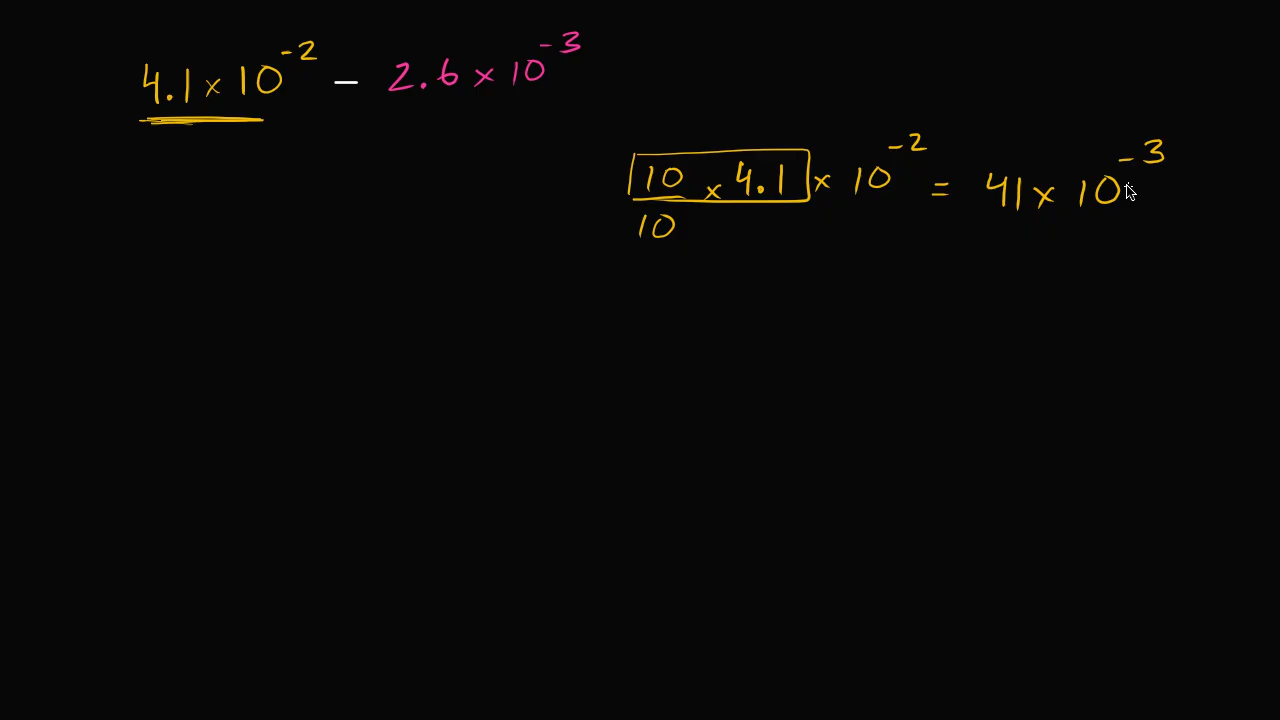 4.1 × 10⁻² − 2.6 × 10⁻³
10/10 × 4.1 × 10⁻² = 41 × 10⁻³